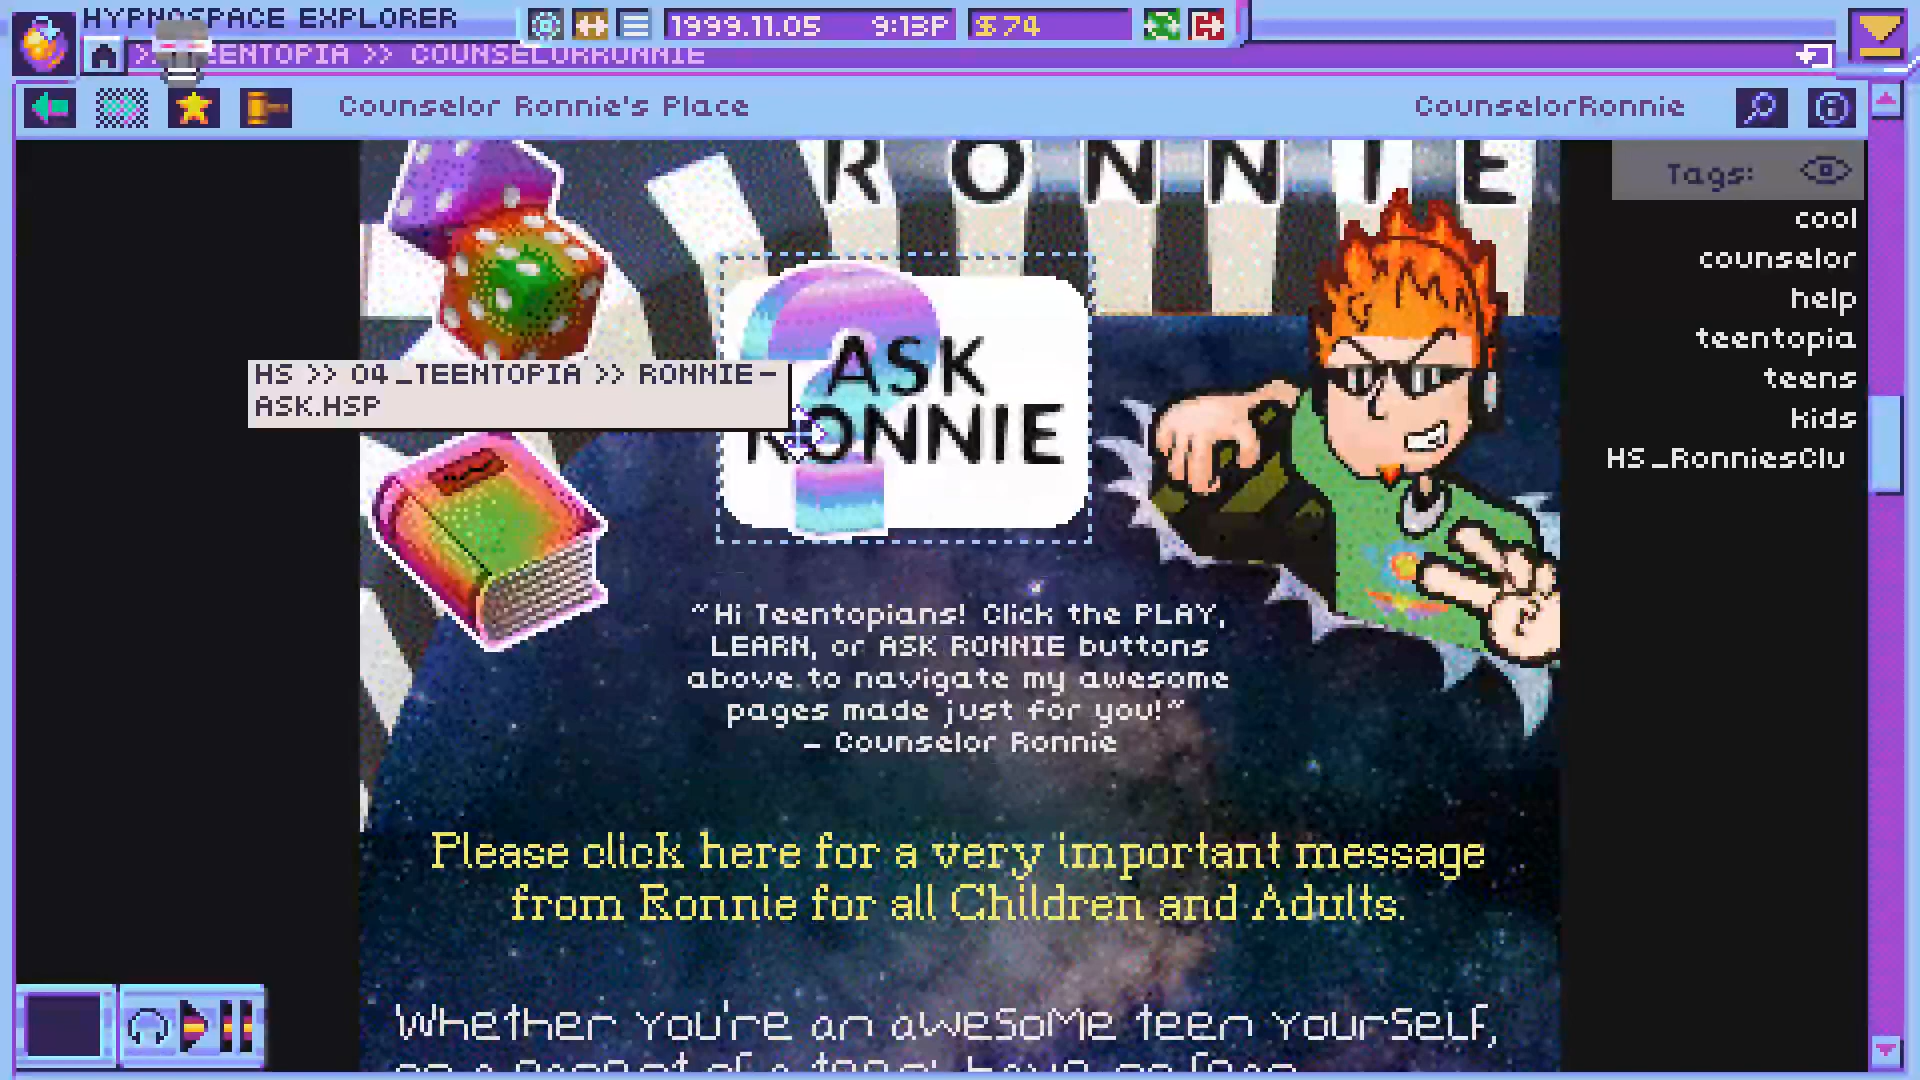 HYPNOSPACE EXPLORER
1999.11.05 9:13P $74
>> TEENTOPIA >> COUNSELORRONNIE
Counselor Ronnie's Place
CounselorRonnie
RONNIE
Tags:
cool
counselor
help
teentopia
teens
kids
HS_RonniesClu
ASK
RONNIE
HS >> 04_TEENTOPIA >> RONNIE-
ASK.HSP
"Hi Teentopians! Click the PLAY,
LEARN, or ASK RONNIE buttons
above to navigate my awesome
pages made just for you!"
- Counselor Ronnie
Please click here for a very important message
from Ronnie for all Children and Adults.
Whether you're an awesome teen yourself,